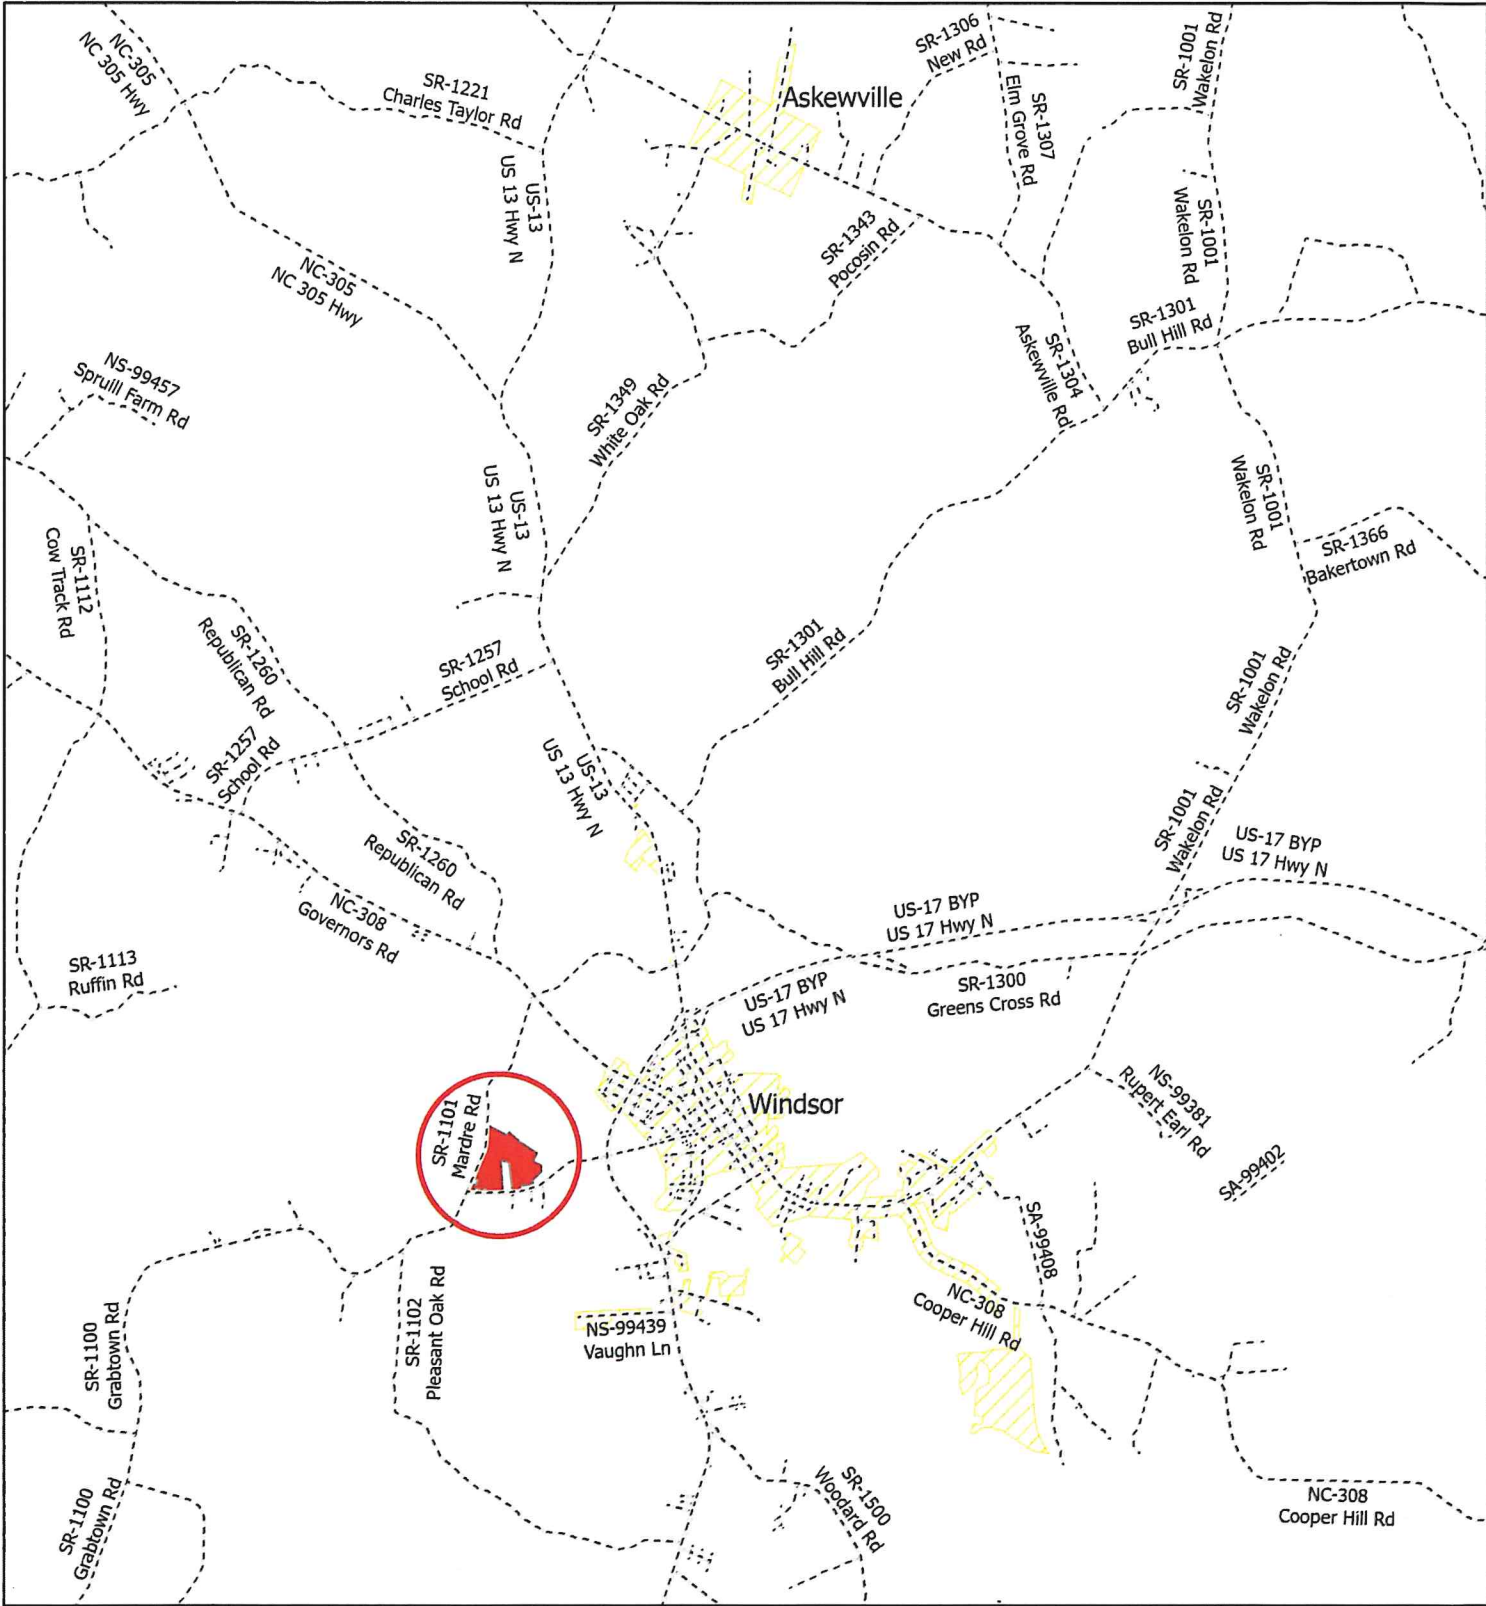 NC-305
NC 305 Hwy
SR-1221
Charles Taylor Rd
Askewville
SR-1306
New Rd
SR-1307
Elm Grove Rd
SR-1001
Wakelon Rd
US-13
US 13 Hwy N
SR-1343
Pocosin Rd
SR-1001
Wakelon Rd
NC-305
NC 305 Hwy
SR-1301
Bull Hill Rd
SR-1304
Askewville Rd
NS-99457
Spruill Farm Rd
SR-1349
White Oak Rd
US-13
US 13 Hwy N
SR-1001
Wakelon Rd
SR-1366
Bakertown Rd
SR-1112
Cow Track Rd
SR-1260
Republican Rd
SR-1257
School Rd
SR-1301
Bull Hill Rd
SR-1001
Wakelon Rd
SR-1257
School Rd
US-13
US 13 Hwy N
SR-1001
Wakelon Rd
US-17 BYP
US 17 Hwy N
SR-1260
Republican Rd
NC-308
Governors Rd
US-17 BYP
US 17 Hwy N
SR-1113
Ruffin Rd
US-17 BYP
US 17 Hwy N
SR-1300
Greens Cross Rd
SR-1101
Mardre Rd
Windsor
NS-99381
Rupert Earl Rd
SA-99402
SA-99408
SR-1100
Grabtown Rd
SR-1102
Pleasant Oak Rd
NS-99439
Vaughn Ln
NC-308
Cooper Hill Rd
SR-1100
Grabtown Rd
SR-1500
Woodard Rd
NC-308
Cooper Hill Rd